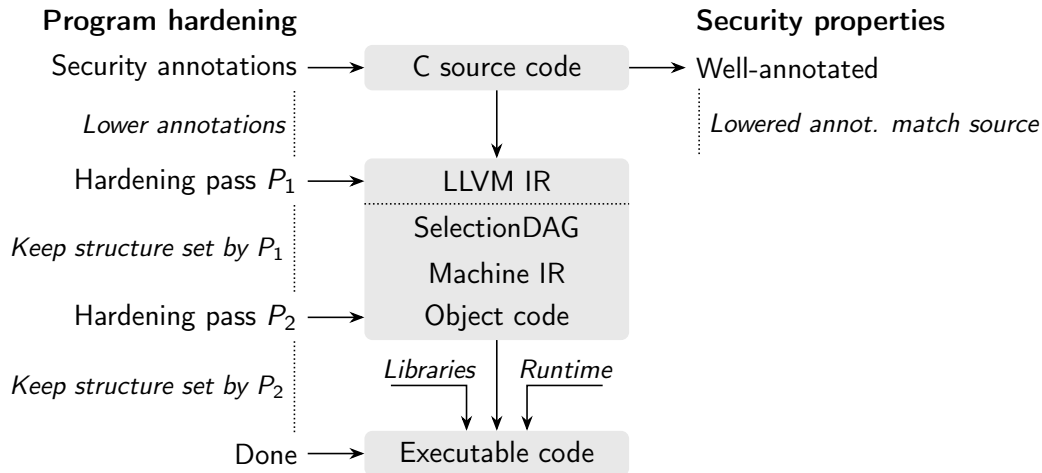 Program hardening
Security properties
Security annotations
C source code
Well-annotated
Lower annotations
Lowered annot. match source
Hardening pass P₁
LLVM IR
SelectionDAG
Keep structure set by P₁
Machine IR
Hardening pass P₂
Object code
Libraries
Runtime
Keep structure set by P₂
Done
Executable code